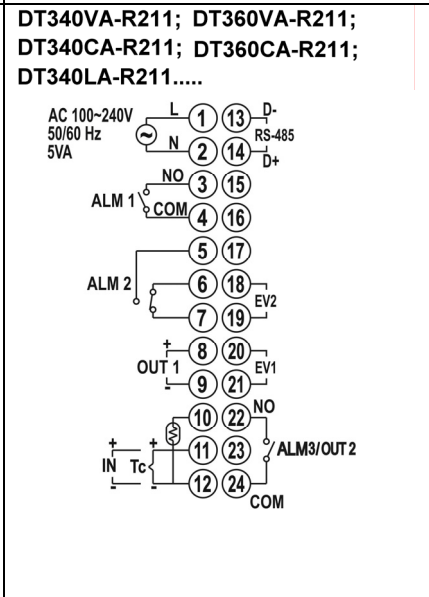 DT340VA-R211; DT360VA-R211;
DT340CA-R211; DT360CA-R211;
DT340LA-R211.....
AC 100~240V
50/60 Hz
5VA
L
N
1
13
D-
RS-485
2
14
D+
ALM 1
NO
COM
3
15
4
16
5
17
ALM 2
6
18
EV2
7
19
+
OUT 1
-
8
20
EV1
9
21
10
22
NO
+
IN
-
+
Tc
-
11
23
ALM3/OUT2
12
24
COM